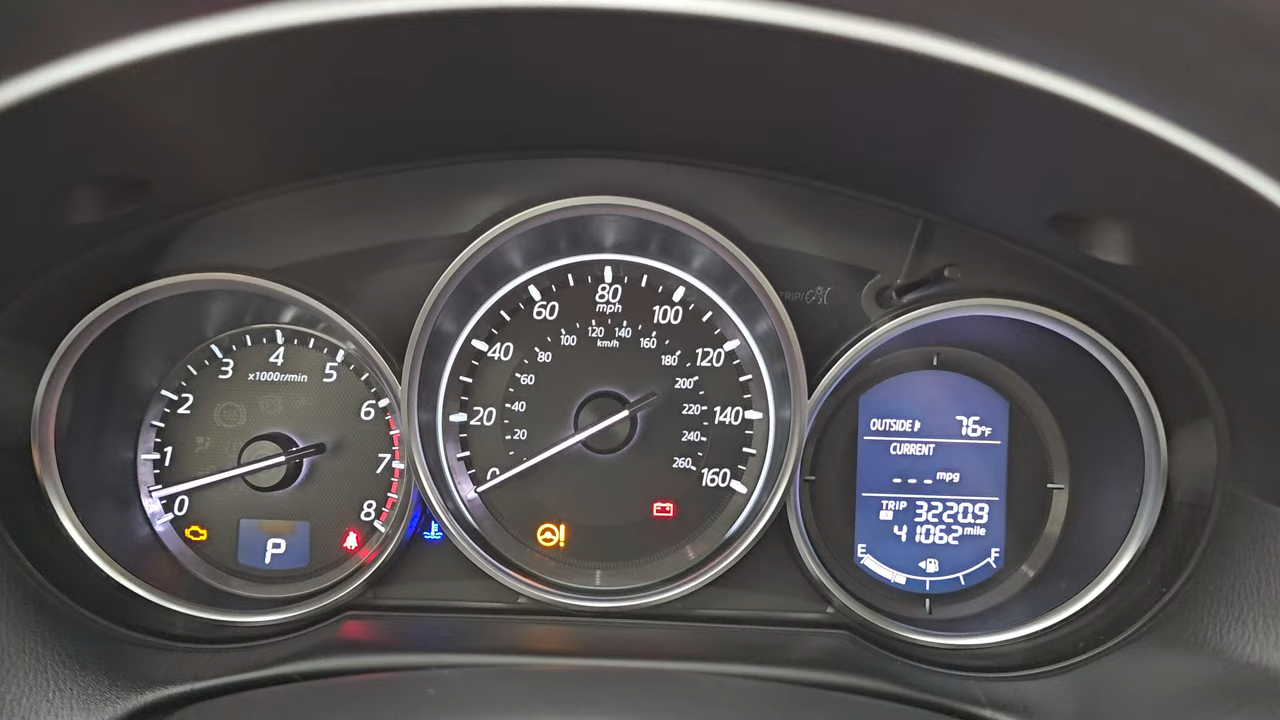 x1000r/min
0
1
2
3
4
5
6
7
8
P
mph
0
20
40
60
80
100
120
140
160
km/h
20
40
60
80
100
120
140
160
180
200
220
240
260
TRIP/
OUTSIDE 76°F
CURRENT
--- mpg
TRIP A 3220.9
41062 mile
E F